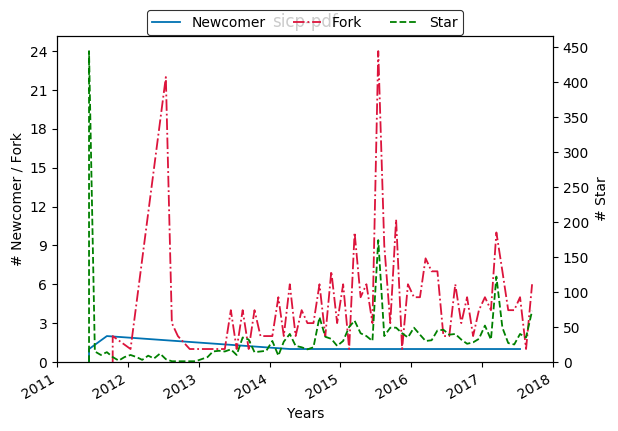 sicp-pdf
Newcomer Fork Star
24 450
21 400
18 350
15 300
12 250
9 200
6 150
3 100
0 50
0
# Newcomer / Fork
# Star
2011 2012 2013 2014 2015 2016 2017 2018
Years